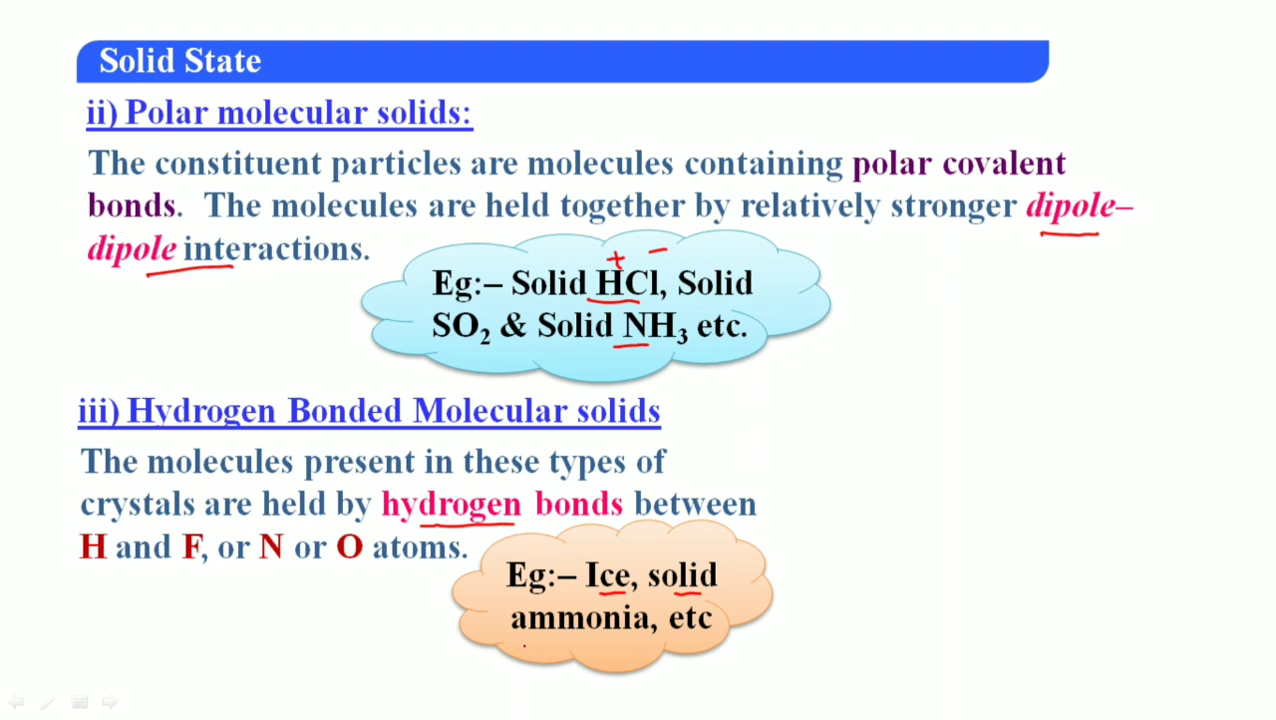 Solid State
ii) Polar molecular solids:
The constituent particles are molecules containing polar covalent
bonds. The molecules are held together by relatively stronger dipole–
dipole interactions.
+ −
Eg:– Solid HCl, Solid
SO₂ & Solid NH₃ etc.
iii) Hydrogen Bonded Molecular solids
The molecules present in these types of
crystals are held by hydrogen bonds between
H and F, or N or O atoms.
Eg:– Ice, solid
ammonia, etc